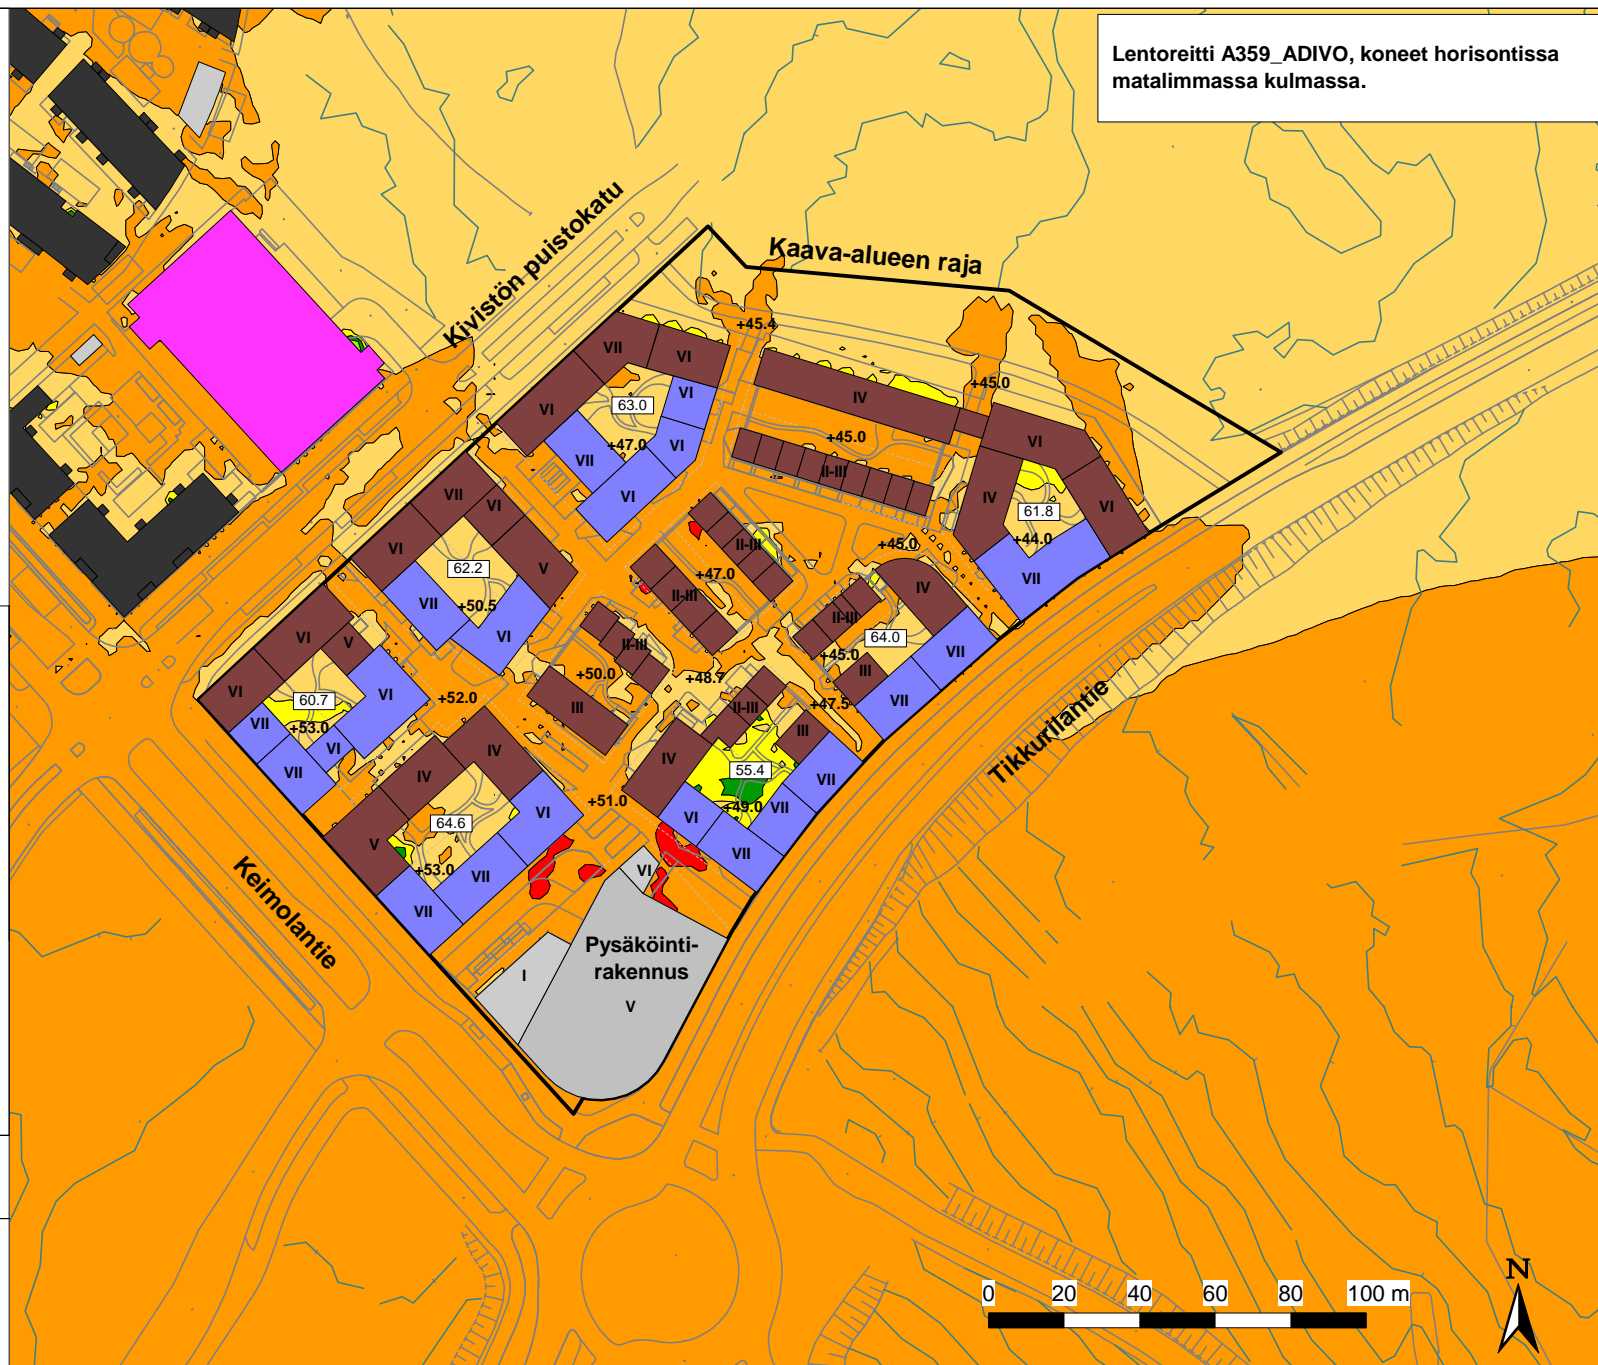 Lentoreitti A359_ADIVO, koneet horisontissa
matalimmassa kulmassa.
Kivistön puistokatu
Kaava-alueen raja
+45.4
VII
VI
VI
63.0
VI
+47.0
VI
VII
VI
IV
+45.0
+45.0
II-III
VI
IV
VI
61.8
+44.0
VII
VII
VI
VI
V
62.2
VII
+50.5
VI
II-III
+47.0
II-III
+45.0
IV
II-III
64.0
+45.0
VII
III
VII
VI
V
VI
60.7
VI
VII
+53.0
VI
VII
+52.0
II-III
+50.0
III
+48.7
II-III
+47.5
III
IV
55.4
VII
VII
+49.0
VI
VII
IV
IV
VI
+51.0
64.6
V
+53.0
VII
VII
VI
Tikkurilantie
Keimolantie
Pysäköinti-
rakennus
I
V
0 20 40 60 80 100 m
N